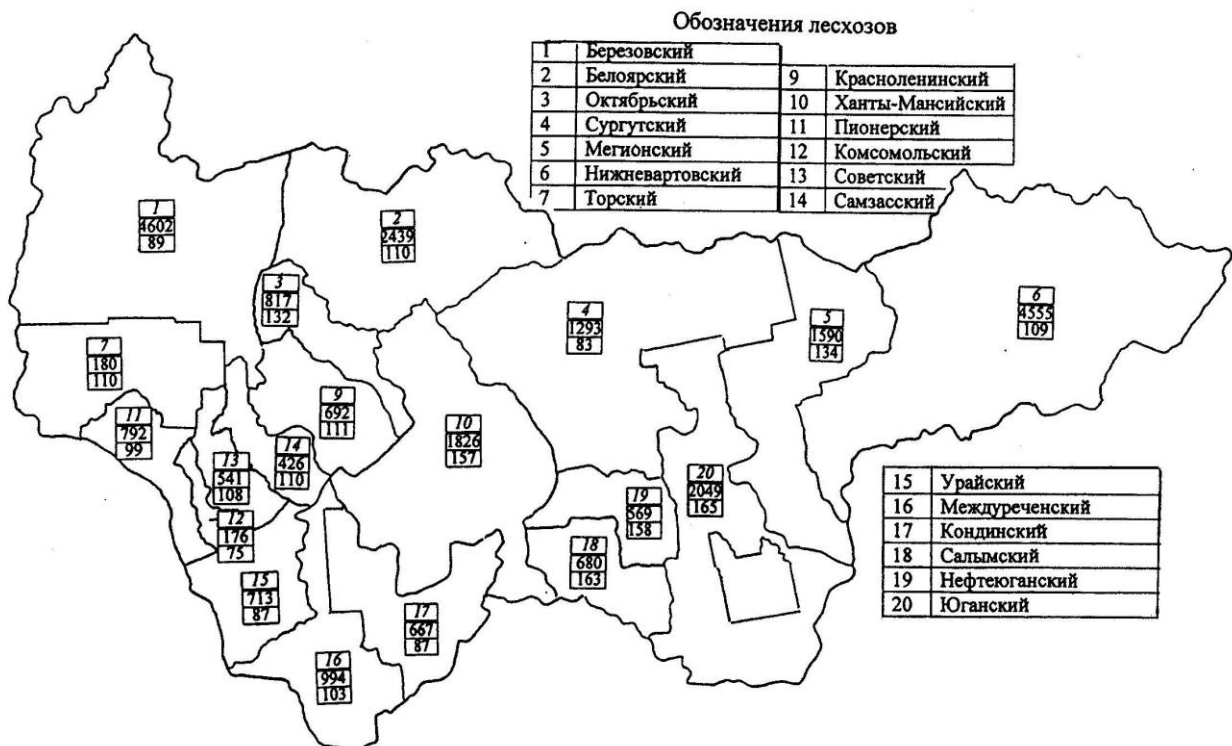 Обозначения лесхозов
1 Березовский
2 Белоярский
3 Октябрьский
4 Сургутский
5 Мегионский
6 Нижневартовский
7 Торский
9 Красноленинский
10 Ханты-Мансийский
11 Пионерский
12 Комсомольский
13 Советский
14 Самзасский
1
4602
89
2
2439
110
3
817
132
4
1293
83
5
1590
134
6
4555
109
7
180
110
9
692
111
10
1826
157
11
792
99
14
426
110
13
541
108
12
176
75
20
2049
165
19
569
158
18
680
163
15
713
87
17
667
87
16
994
103
15 Урайский
16 Междуреченский
17 Кондинский
18 Салымский
19 Нефтеюганский
20 Юганский